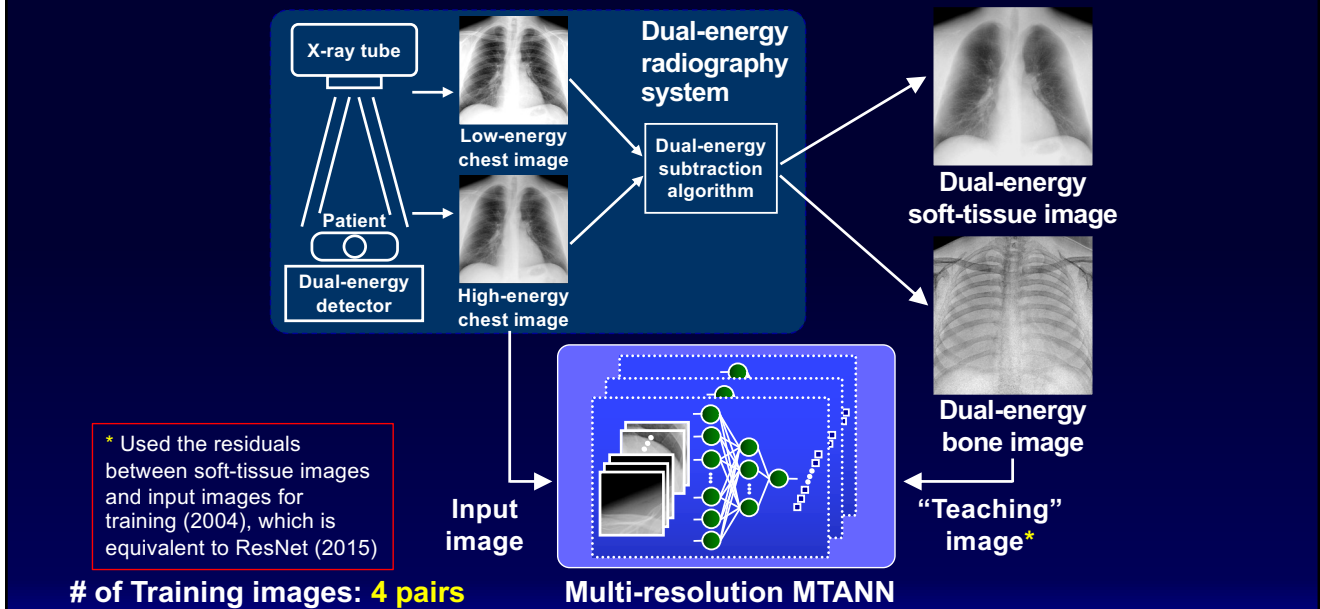 X-ray tube
Patient
Dual-energy
detector
Low-energy
chest image
High-energy
chest image
Dual-energy
radiography
system
Dual-energy
subtraction
algorithm
Dual-energy
soft-tissue image
Dual-energy
bone image
* Used the residuals
between soft-tissue images
and input images for
training (2004), which is
equivalent to ResNet (2015)
Input
image
“Teaching”
image*
# of Training images: 4 pairs
Multi-resolution MTANN